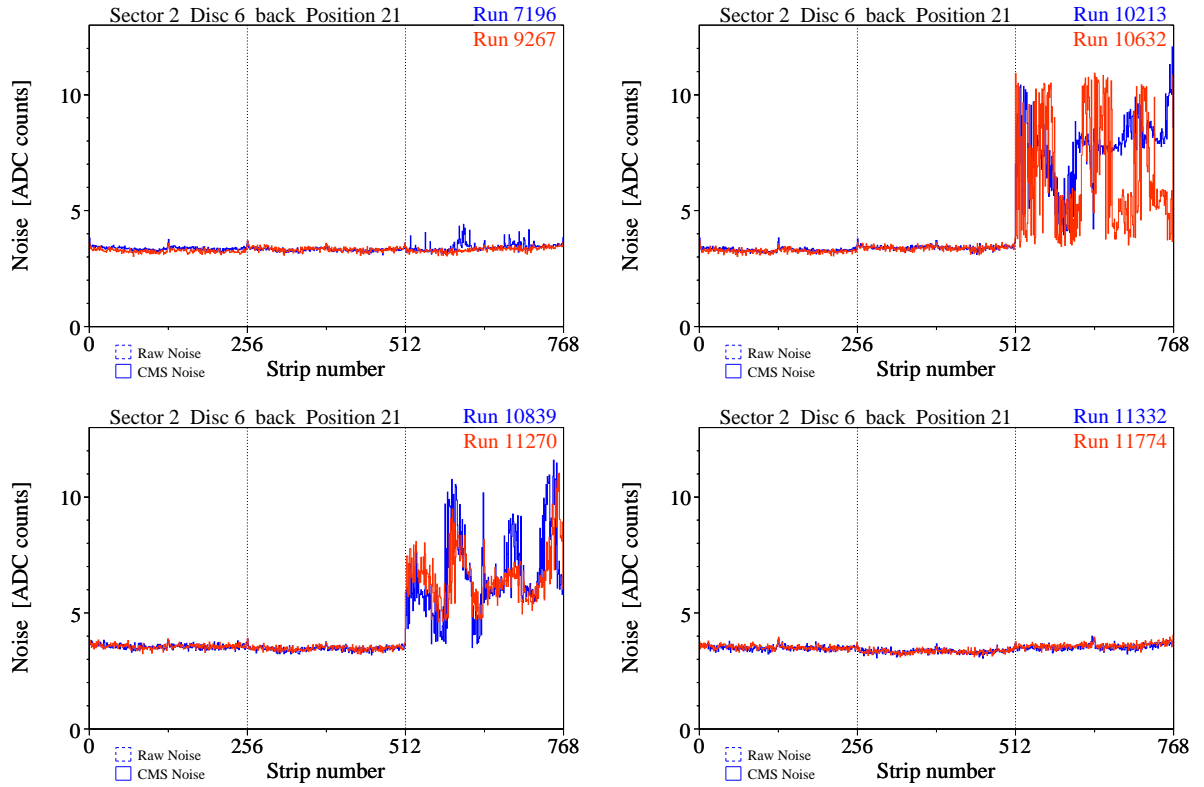 Sector 2 Disc 6 back Position 21
Run 7196
Run 9267
Noise [ADC counts]
10
5
0
0
256
512
768
Raw Noise
CMS Noise
Strip number
Sector 2 Disc 6 back Position 21
Run 10213
Run 10632
Noise [ADC counts]
10
5
0
0
256
512
768
Raw Noise
CMS Noise
Strip number
Sector 2 Disc 6 back Position 21
Run 10839
Run 11270
Noise [ADC counts]
10
5
0
0
256
512
768
Raw Noise
CMS Noise
Strip number
Sector 2 Disc 6 back Position 21
Run 11332
Run 11774
Noise [ADC counts]
10
5
0
0
256
512
768
Raw Noise
CMS Noise
Strip number